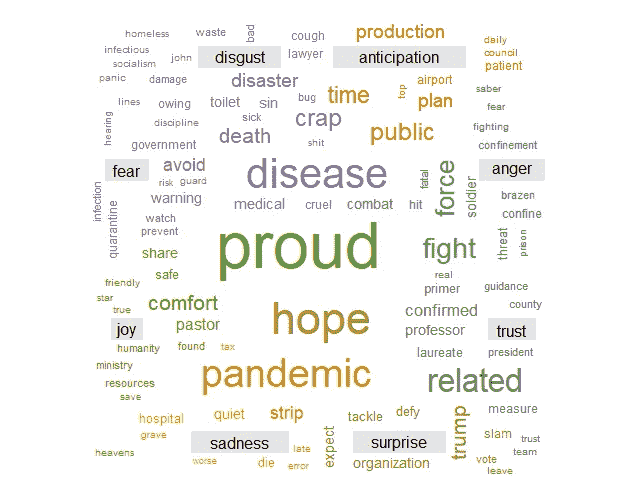 homeless waste bad cough production
infectious disgust lawyer anticipation daily
socialism john council
panic damage disaster airport patient
lines owing toilet sin bug time top plan saber
hearing discipline sick crap fear
government death shit public fighting
confinement
fear avoid disease fatal force soldier anger
risk guard
infection warning medical cruel combat hit brazen
quarantine watch confine
prevent proud threat prison
share fight
safe real
friendly primer guidance
star comfort hope confirmed county
true
joy pastor professor trust
humanity found tax laureate president
ministry pandemic related
resources
save
hospital quiet strip tackle defy trump measure
grave slam trust
heavens sadness late expect surprise team
worse die error organization vote
leave